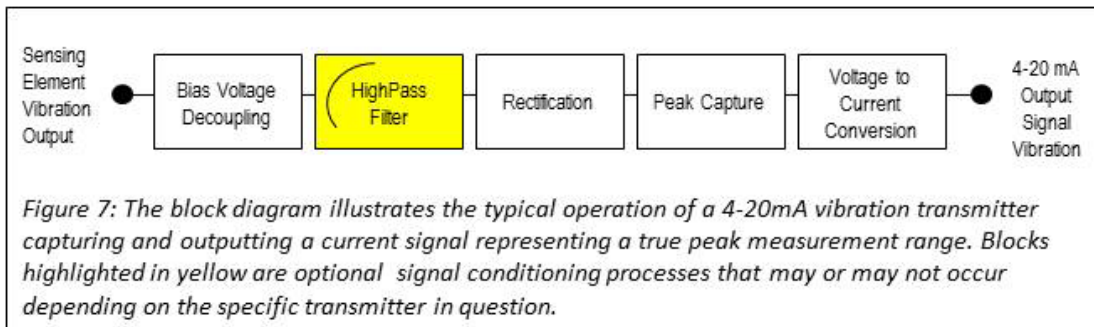 Sensing
Element
Vibration
Output
Bias Voltage
Decoupling
HighPass
Filter
Rectification
Peak Capture
Voltage to
Current
Conversion
4-20 mA
Output
Signal
Vibration
Figure 7: The block diagram illustrates the typical operation of a 4-20mA vibration transmitter
capturing and outputting a current signal representing a true peak measurement range. Blocks
highlighted in yellow are optional signal conditioning processes that may or may not occur
depending on the specific transmitter in question.